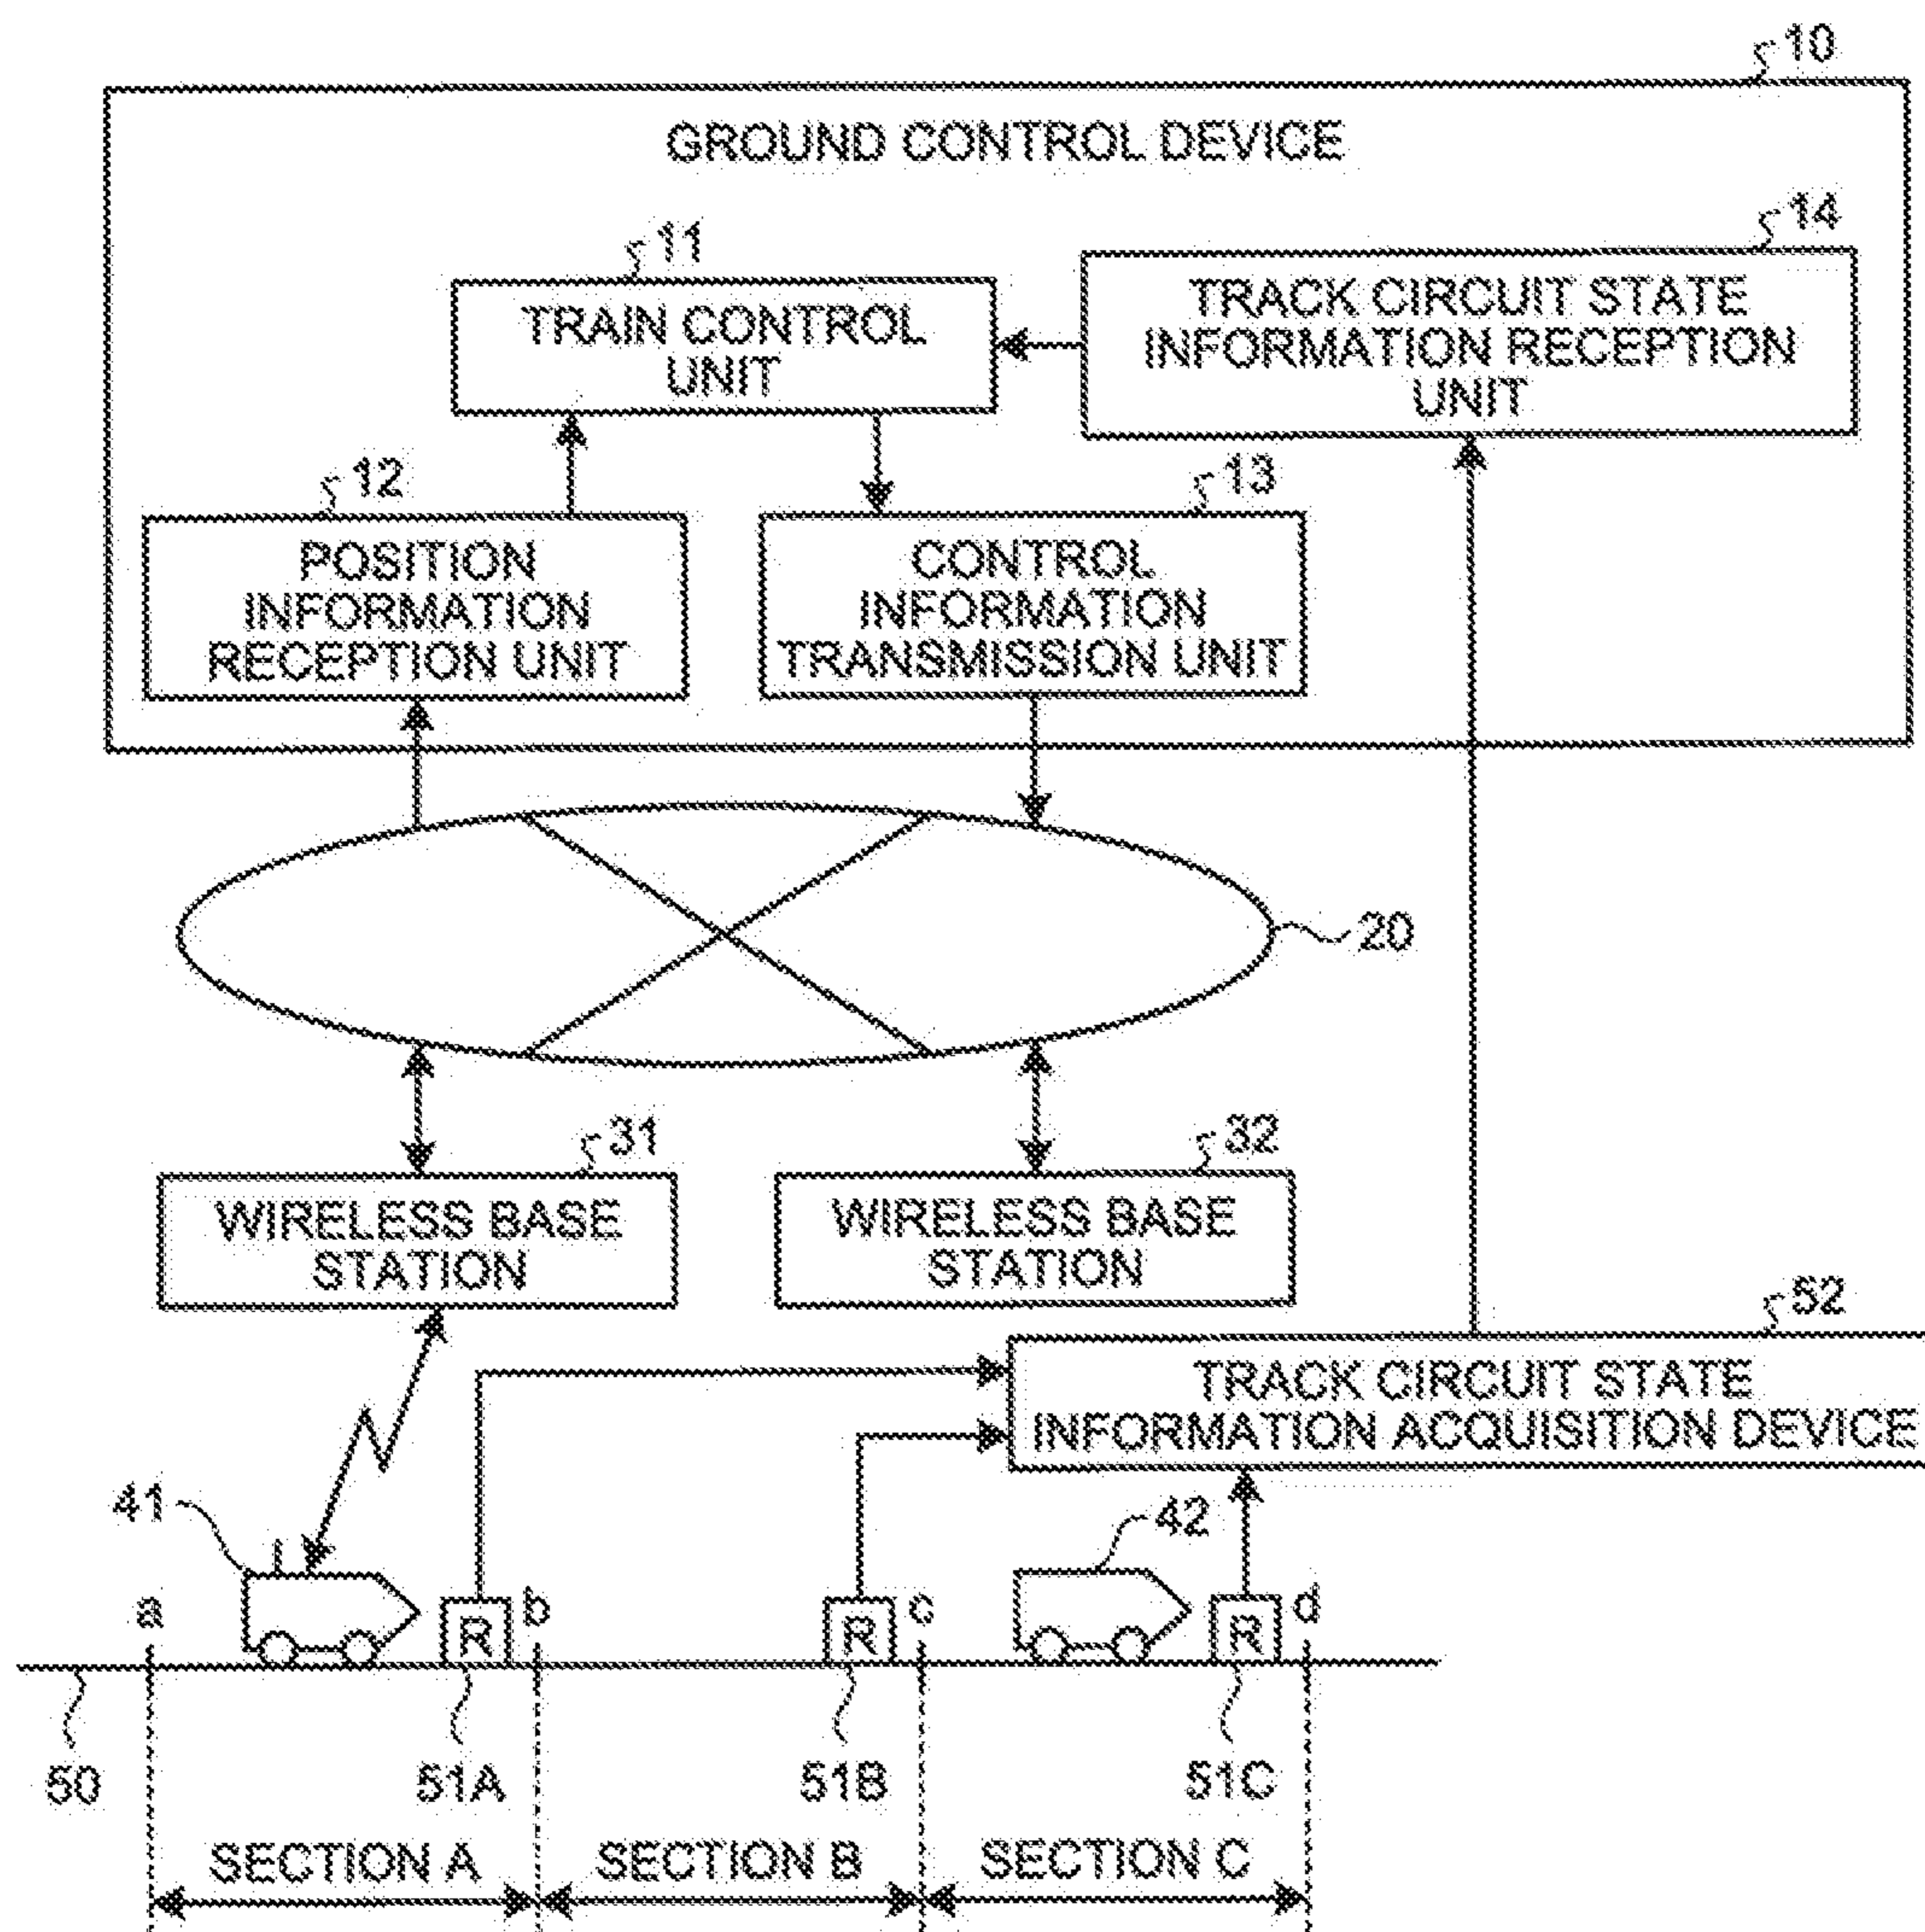 10
GROUND CONTROL DEVICE
14
11
TRAIN CONTROL
UNIT
TRACK CIRCUIT STATE
INFORMATION RECEPTION
UNIT
12
13
POSITION
INFORMATION
RECEPTION UNIT
CONTROL
INFORMATION
TRANSMISSION UNIT
20
31
32
WIRELESS BASE
STATION
WIRELESS BASE
STATION
52
TRACK CIRCUIT STATE
INFORMATION ACQUISITION DEVICE
41
42
a
R
b
R
c
R
d
50
51A
51B
51C
SECTION A
SECTION B
SECTION C